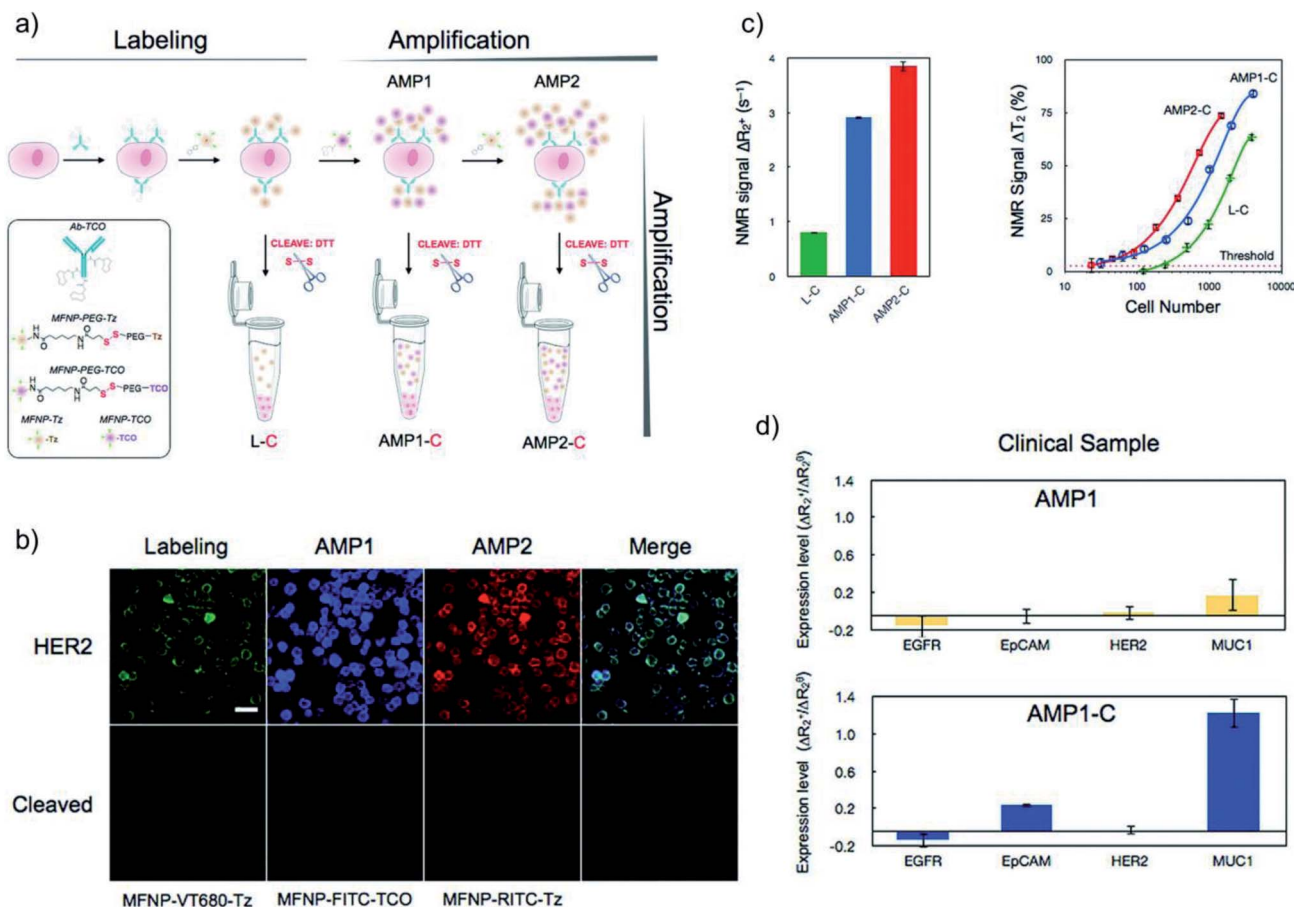 a)
Labeling
Amplification
AMP1
AMP2
Amplification
CLEAVE: DTT
S-S
CLEAVE: DTT
S-S
CLEAVE: DTT
S-S
L-C
AMP1-C
AMP2-C
Ab-TCO
MFNP-PEG-Tz
H
N
O
N
H
O
S
S
PEG
Tz
MFNP-PEG-TCO
H
N
O
N
H
O
S
S
PEG
TCO
MFNP-Tz
MFNP-TCO
-Tz
-TCO
b)
Labeling
AMP1
AMP2
Merge
HER2
Cleaved
MFNP-VT680-Tz
MFNP-FITC-TCO
MFNP-RITC-Tz
c)
NMR signal ΔR₂⁺ (s⁻¹)
4
3
2
1
0
L-C
AMP1-C
AMP2-C
NMR Signal ΔT₂ (%)
100
75
50
25
0
AMP1-C
AMP2-C
L-C
Threshold
10
100
1000
10000
Cell Number
d)
Clinical Sample
Expression level (ΔR₂⁺/ΔR₂ᶿ)
AMP1
1.4
1.0
0.6
0.2
-0.2
EGFR
EpCAM
HER2
MUC1
Expression level (ΔR₂⁺/ΔR₂ᶿ)
AMP1-C
1.4
1.0
0.6
0.2
-0.2
EGFR
EpCAM
HER2
MUC1